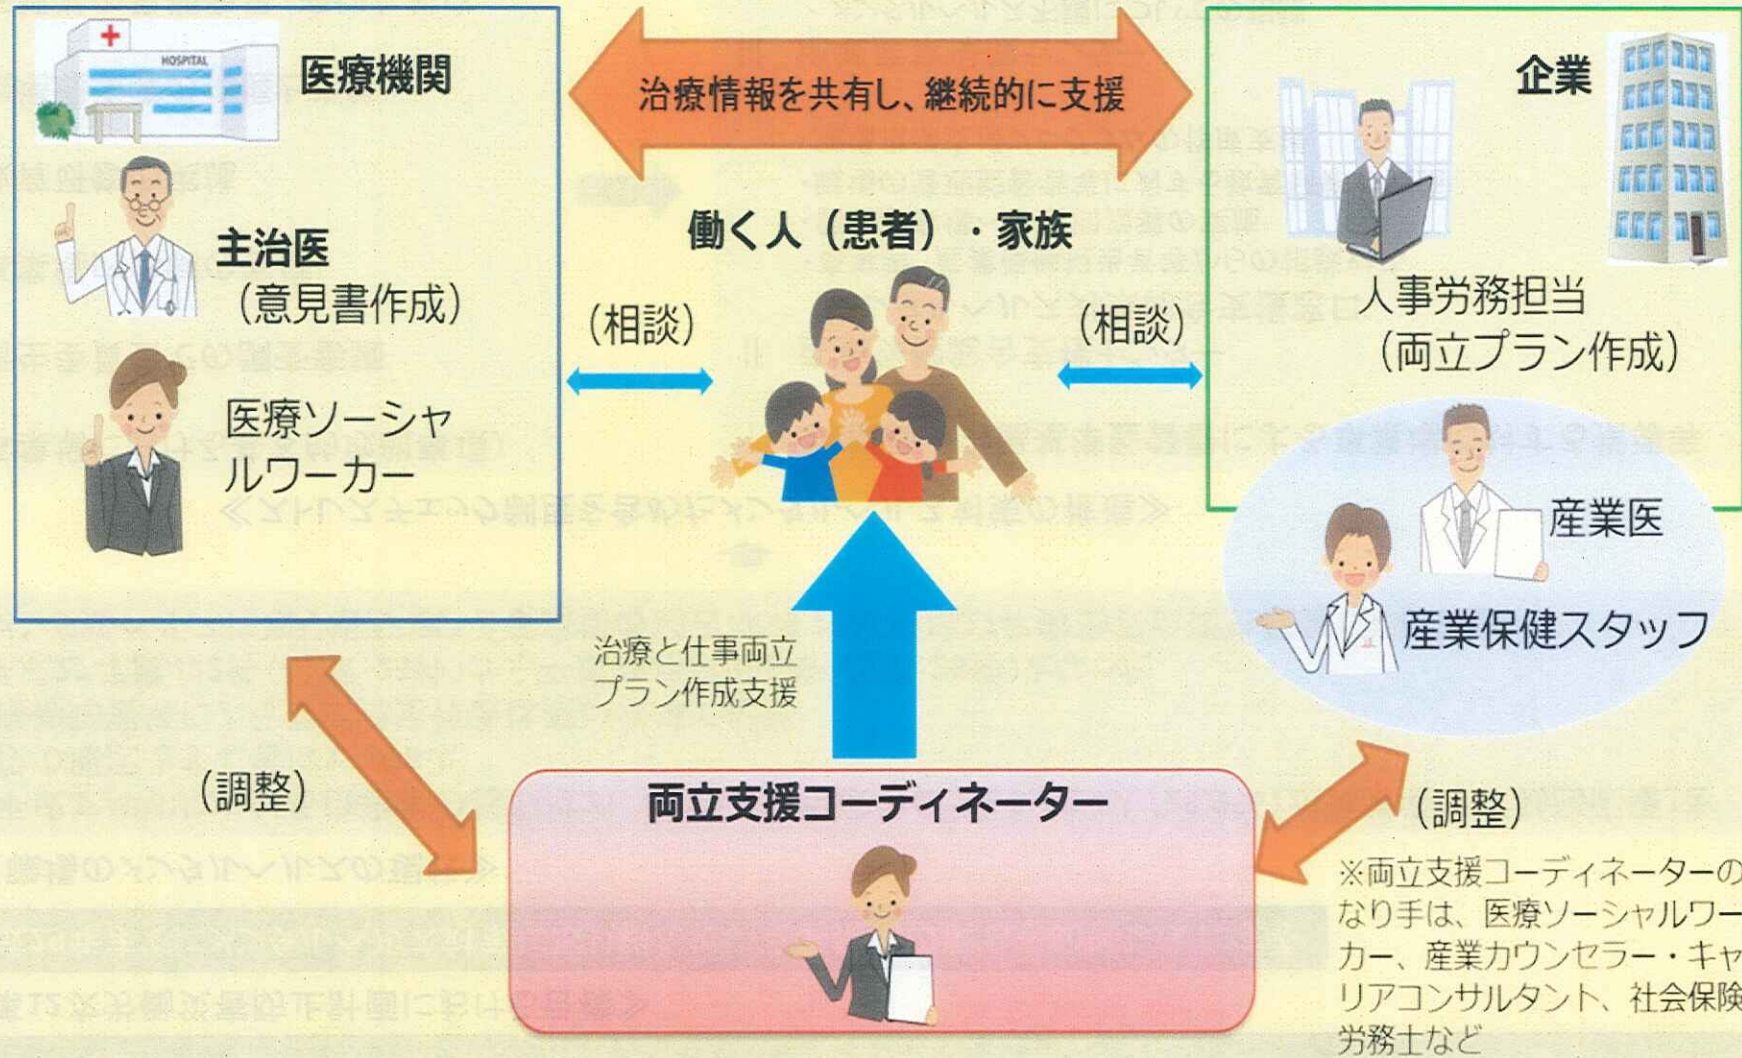 HOSPITAL
医療機関
治療情報を共有し、継続的に支援
企業
主治医
（意見書作成）
働く人（患者）・家族
人事労務担当
（両立プラン作成）
（相談）
（相談）
医療ソーシャ
ルワーカー
産業医
産業保健スタッフ
治療と仕事両立
プラン作成支援
（調整）
両立支援コーディネーター
（調整）
※両立支援コーディネーターの
なり手は、医療ソーシャルワー
カー、産業カウンセラー・キャ
リアコンサルタント、社会保険
労務士など